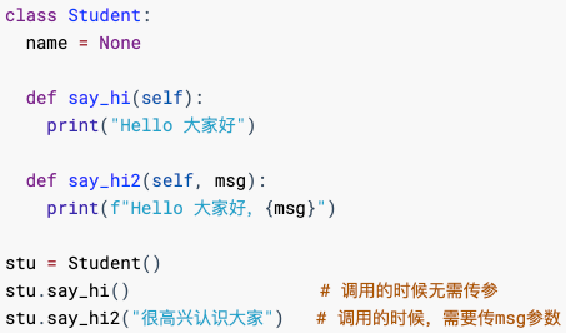 class Student:
  name = None

  def say_hi(self):
    print("Hello 大家好")

  def say_hi2(self, msg):
    print(f"Hello 大家好，{msg}")

stu = Student()
stu.say_hi()                  # 调用的时候无需传参
stu.say_hi2("很高兴认识大家")   # 调用的时候，需要传msg参数